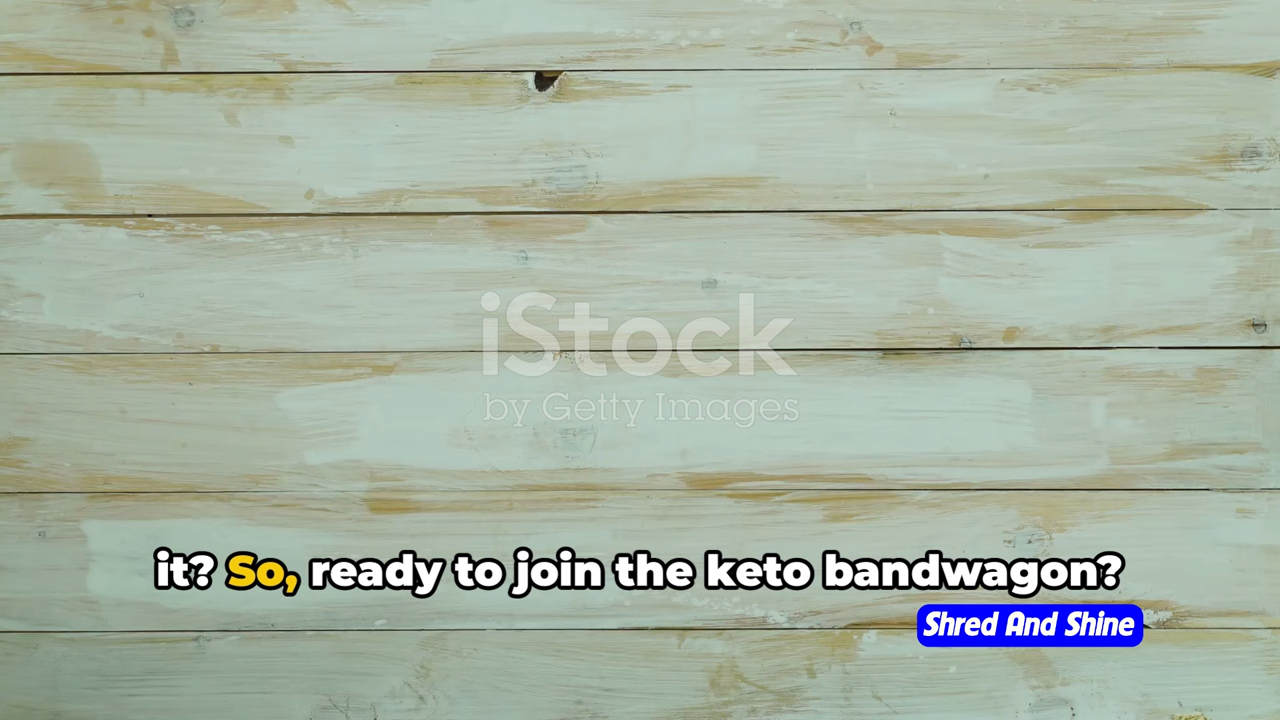 iStock
by Getty Images
it? So, ready to join the keto bandwagon?
Shred And Shine